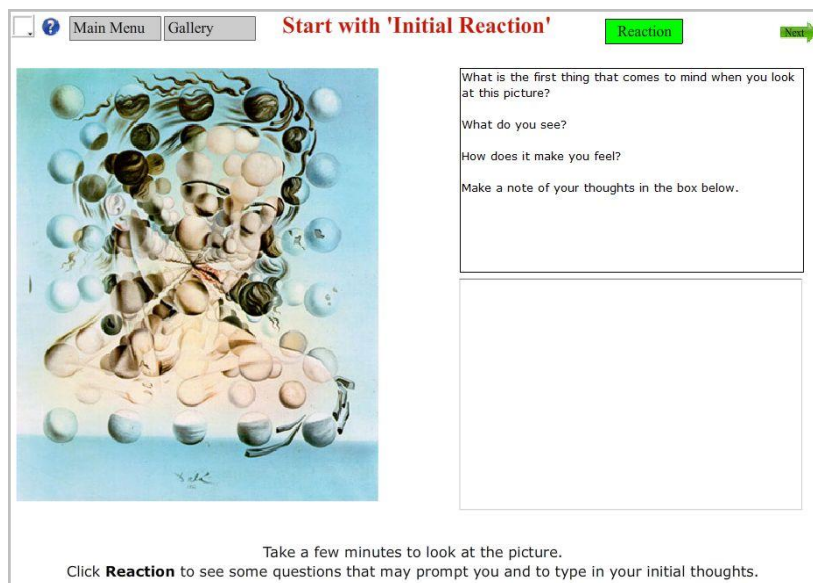 Main Menu
Gallery
Start with 'Initial Reaction'
Reaction
Next
What is the first thing that comes to mind when you look
at this picture?
What do you see?
How does it make you feel?
Make a note of your thoughts in the box below.
Dalí
Take a few minutes to look at the picture.
Click Reaction to see some questions that may prompt you and to type in your initial thoughts.